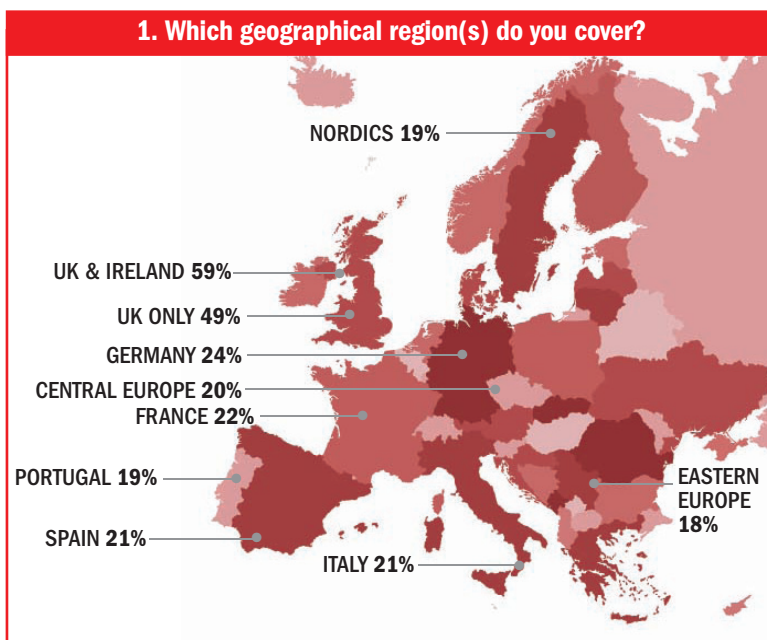 1. Which geographical region(s) do you cover?
NORDICS 19%
UK & IRELAND 59%
UK ONLY 49%
GERMANY 24%
CENTRAL EUROPE 20%
FRANCE 22%
PORTUGAL 19%
EASTERN
EUROPE
18%
SPAIN 21%
ITALY 21%